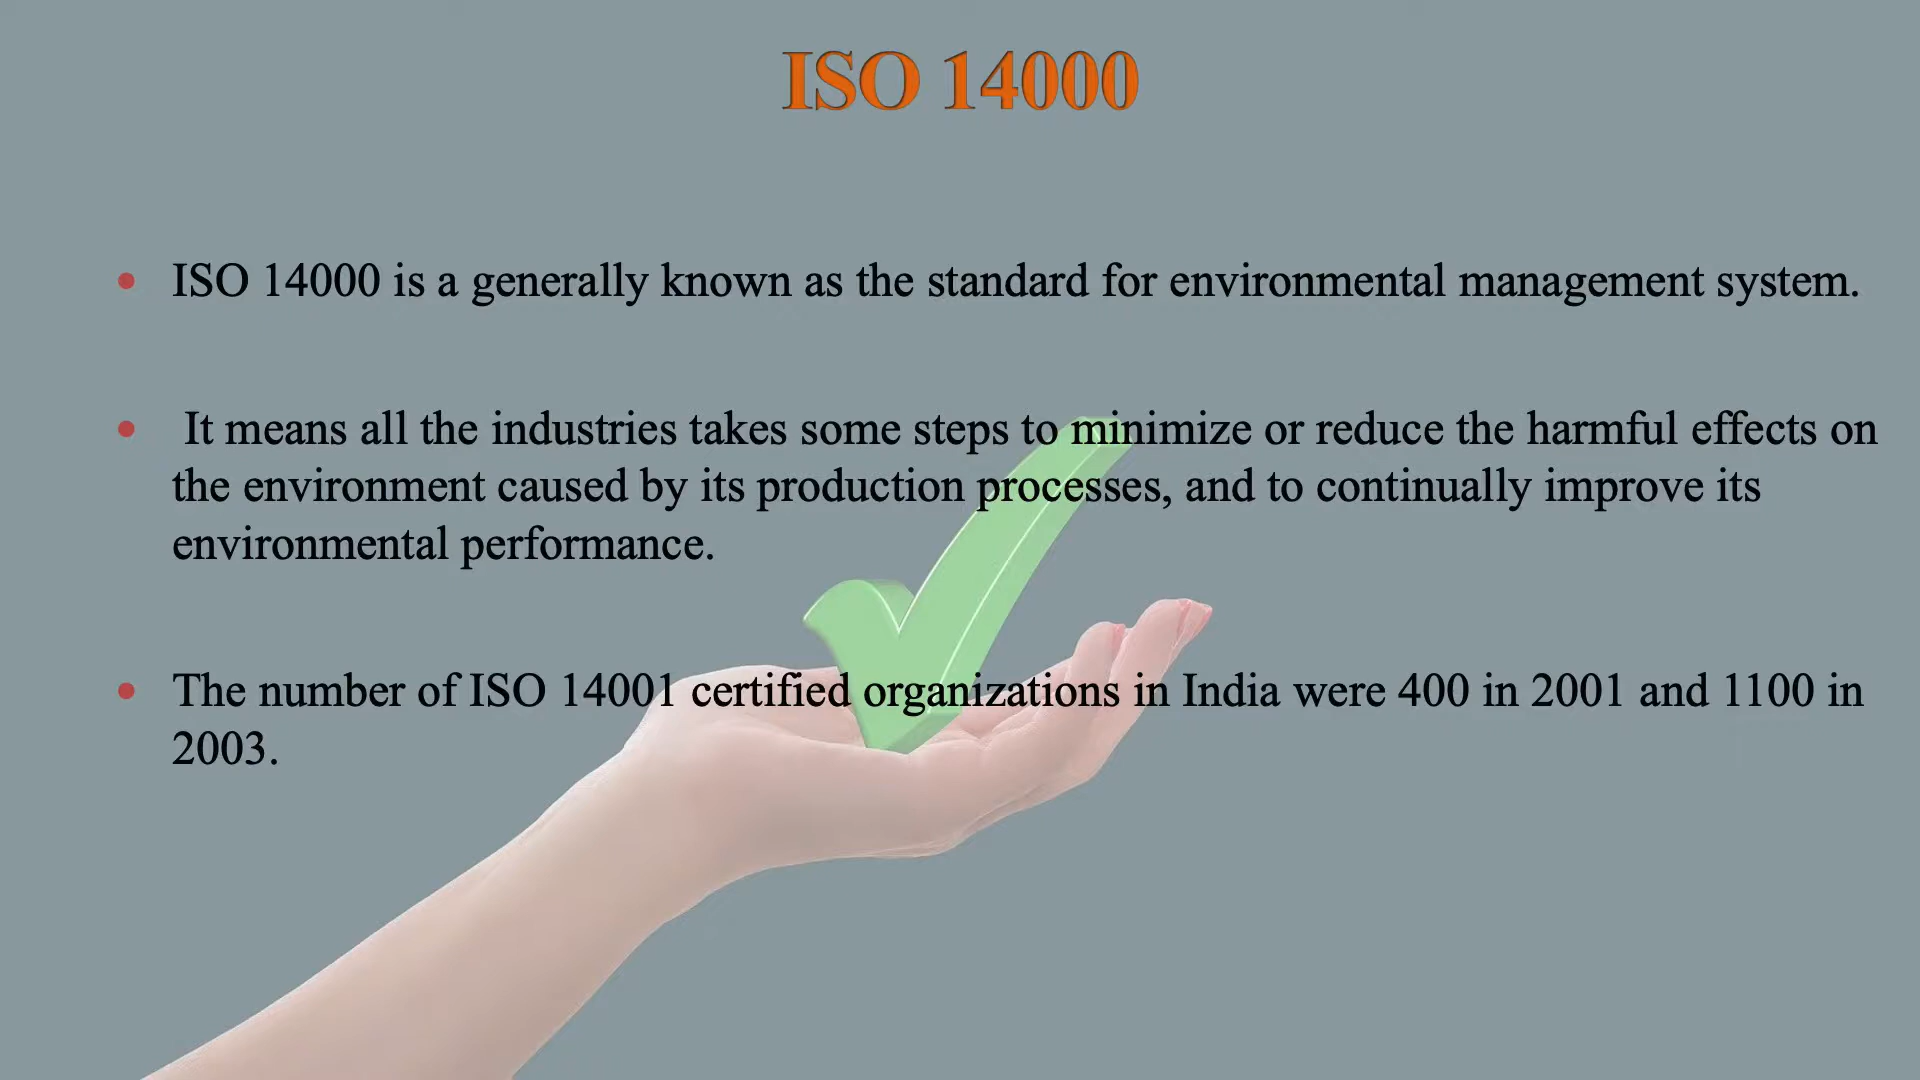 ISO 14000
• ISO 14000 is a generally known as the standard for environmental management system.
• It means all the industries takes some steps to minimize or reduce the harmful effects on
the environment caused by its production processes, and to continually improve its
environmental performance.
• The number of ISO 14001 certified organizations in India were 400 in 2001 and 1100 in
2003.